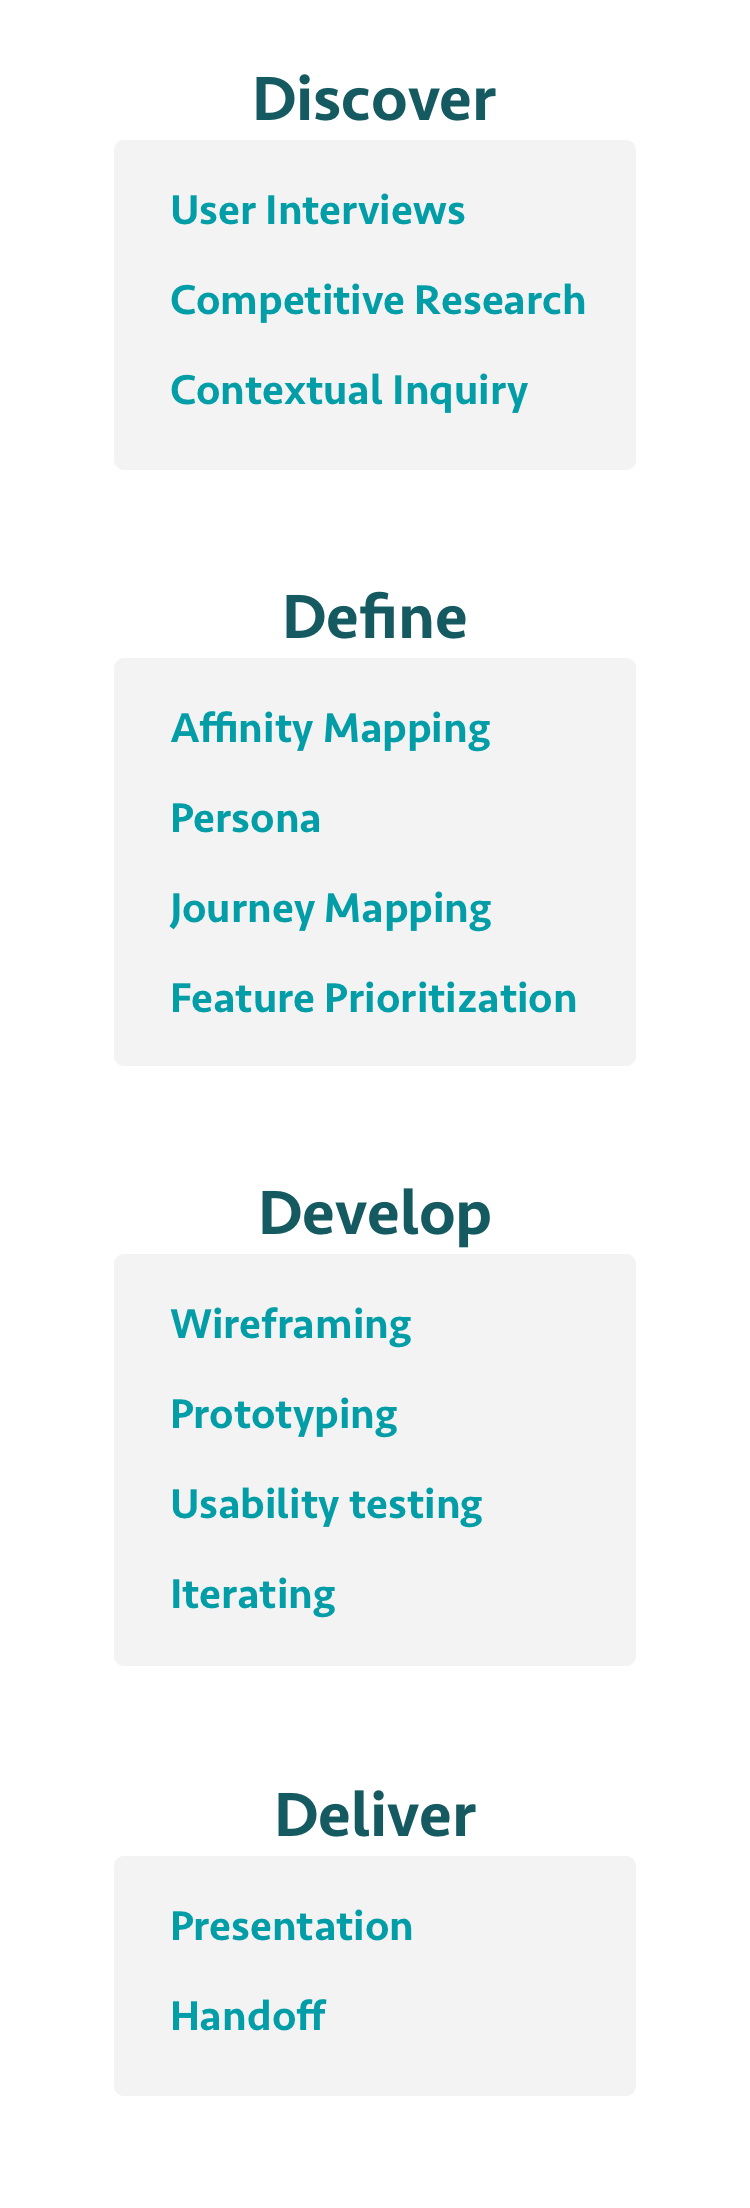 Discover
User Interviews
Competitive Research
Contextual Inquiry
Define
Affinity Mapping
Persona
Journey Mapping
Feature Prioritization
Develop
Wireframing
Prototyping
Usability testing
Iterating
Deliver
Presentation
Handoff